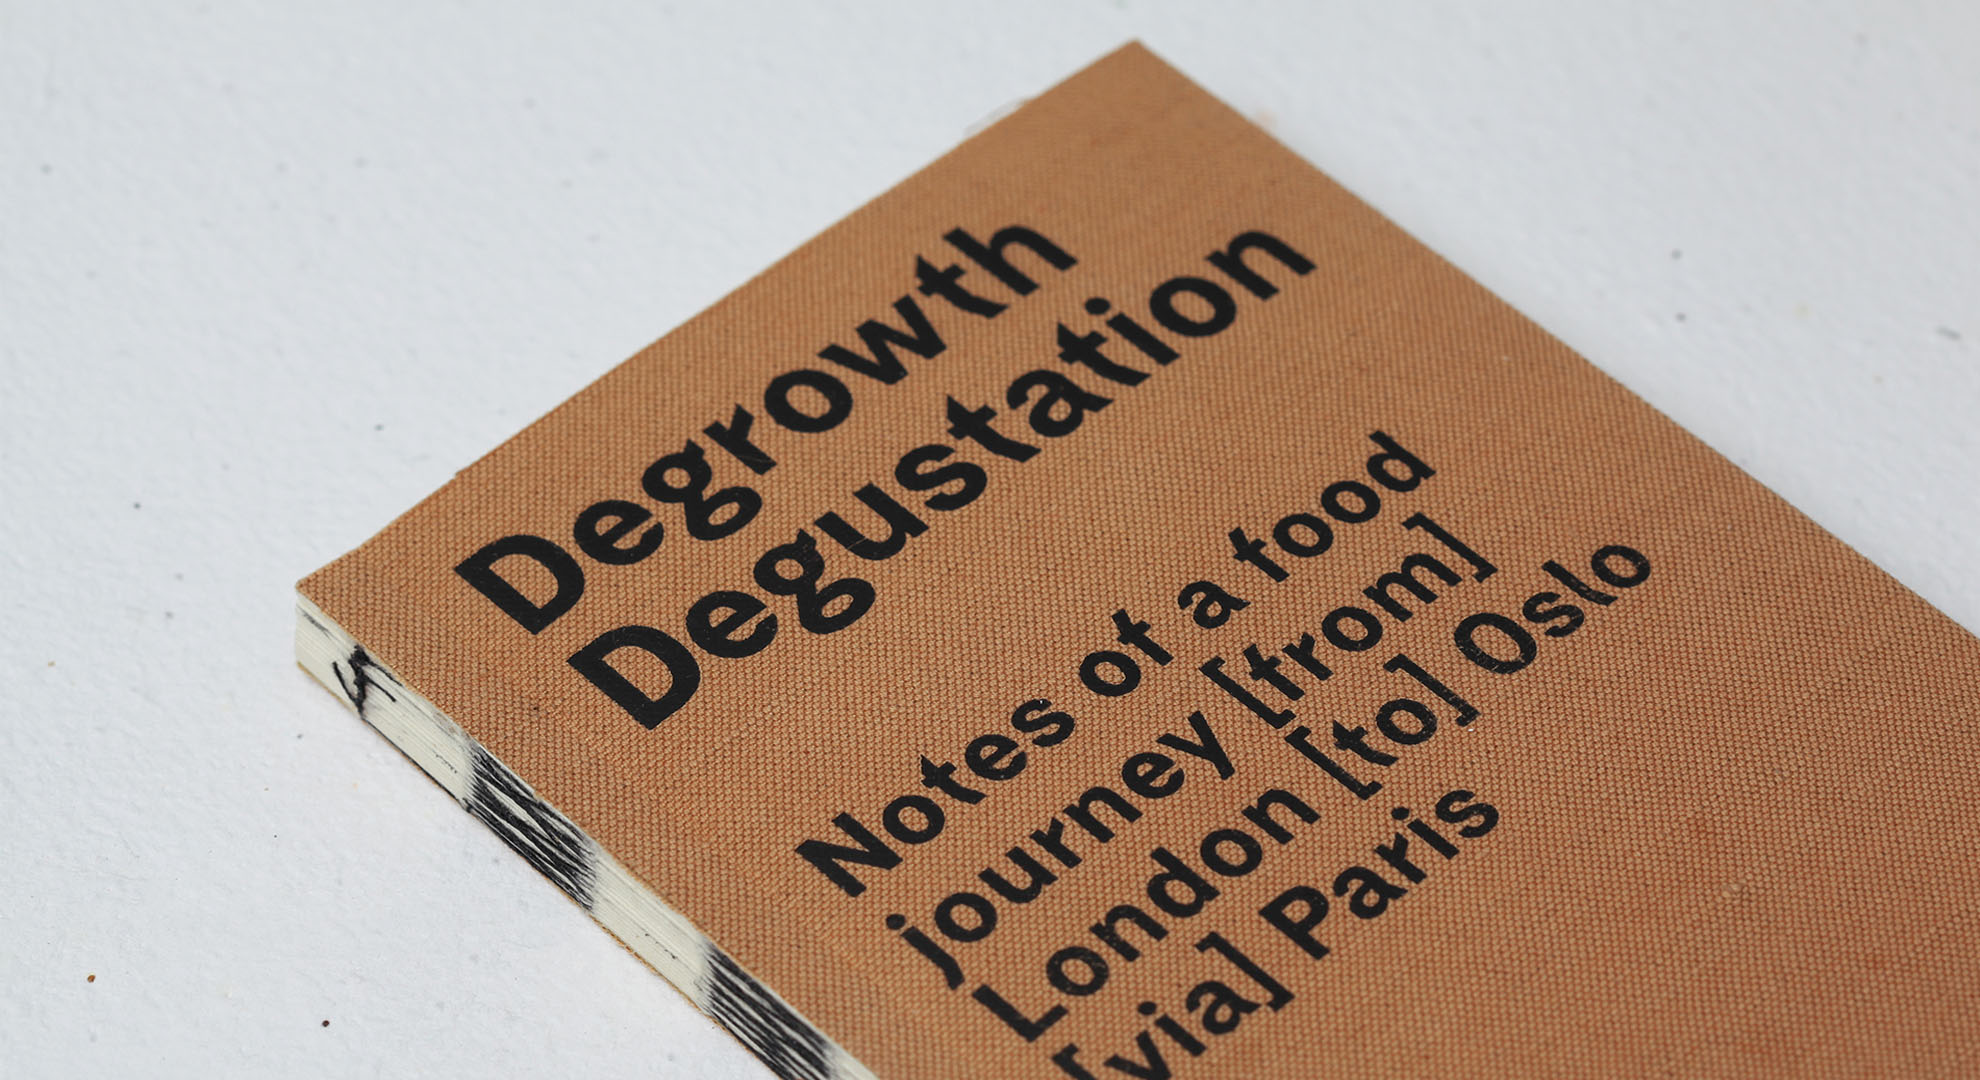 Degrowth
Degustation
Notes of a food
journey [from]
London [to] Oslo
[via] Paris